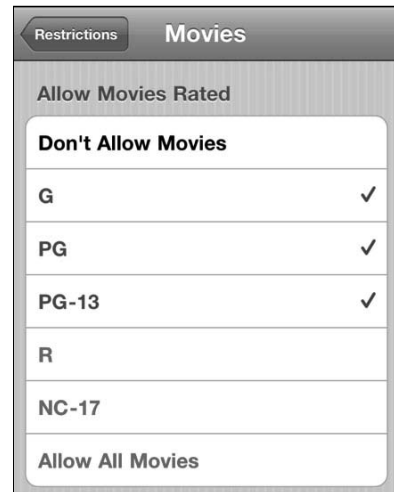 Restrictions
Movies
Allow Movies Rated
Don't Allow Movies
G
PG
PG-13
R
NC-17
Allow All Movies